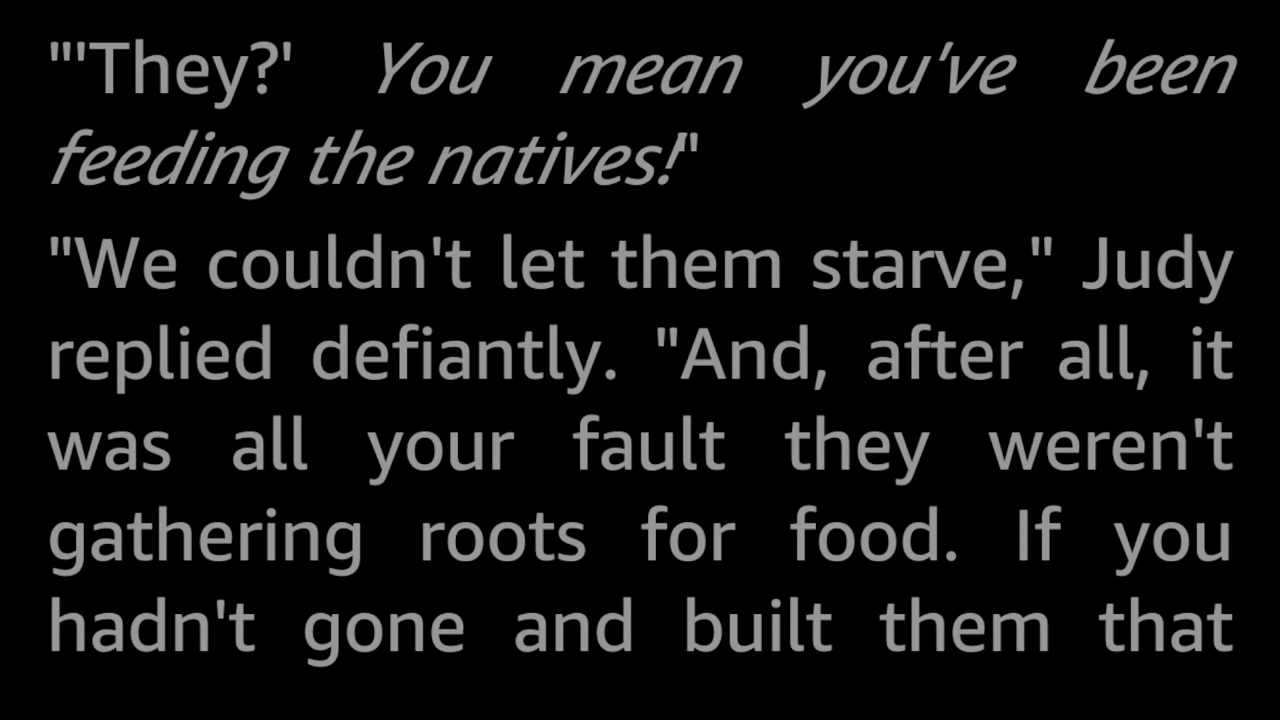 "'They?' You mean you've been
feeding the natives!"
"We couldn't let them starve," Judy
replied defiantly. "And, after all, it
was all your fault they weren't
gathering roots for food. If you
hadn't gone and built them that